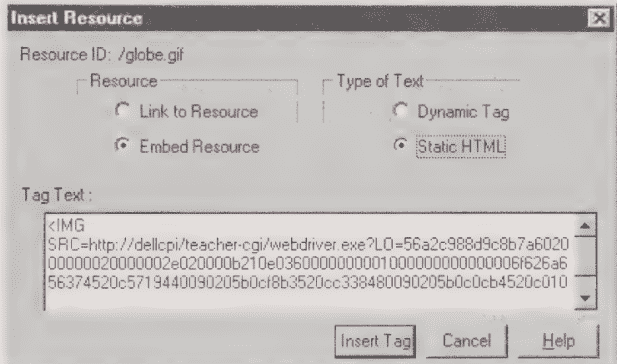 Insert Resource
Resource ID: /globe.gif
Resource
Type of Text
Link to Resource
Dynamic Tag
Embed Resource
Static HTML
Tag Text :
<IMG
SRC=http://dellcpi/teacher-cgi/webdriver.exe?LO=56a2c988d9c8b7a6020
00000020000002e020000b210e03600000000001000000000000006f626a6
56374520c5719440090205b0cf8b3520cc338480090205b0c0cb4520c010
Insert Tag
Cancel
Help